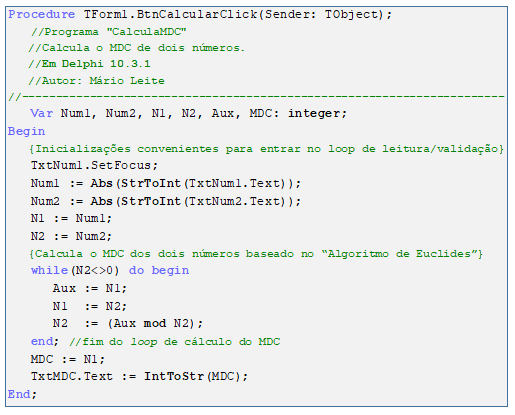 Procedure TForm1.BtnCalcularClick(Sender: TObject);
//Programa "CalculaMDC"
//Calcula o MDC de dois números.
//Em Delphi 10.3.1
//Autor: Mário Leite
//-------------------------------------------------------------------
Var Num1, Num2, N1, N2, Aux, MDC: integer;
Begin
{Inicializações convenientes para entrar no loop de leitura/validação}
TxtNum1.SetFocus;
Num1 := Abs(StrToInt(TxtNum1.Text));
Num2 := Abs(StrToInt(TxtNum2.Text));
N1 := Num1;
N2 := Num2;
{Calcula o MDC dos dois números baseado no “Algoritmo de Euclides”}
while(N2<>0) do begin
Aux := N1;
N1 := N2;
N2 := (Aux mod N2);
end; //fim do loop de cálculo do MDC
MDC := N1;
TxtMDC.Text := IntToStr(MDC);
End;